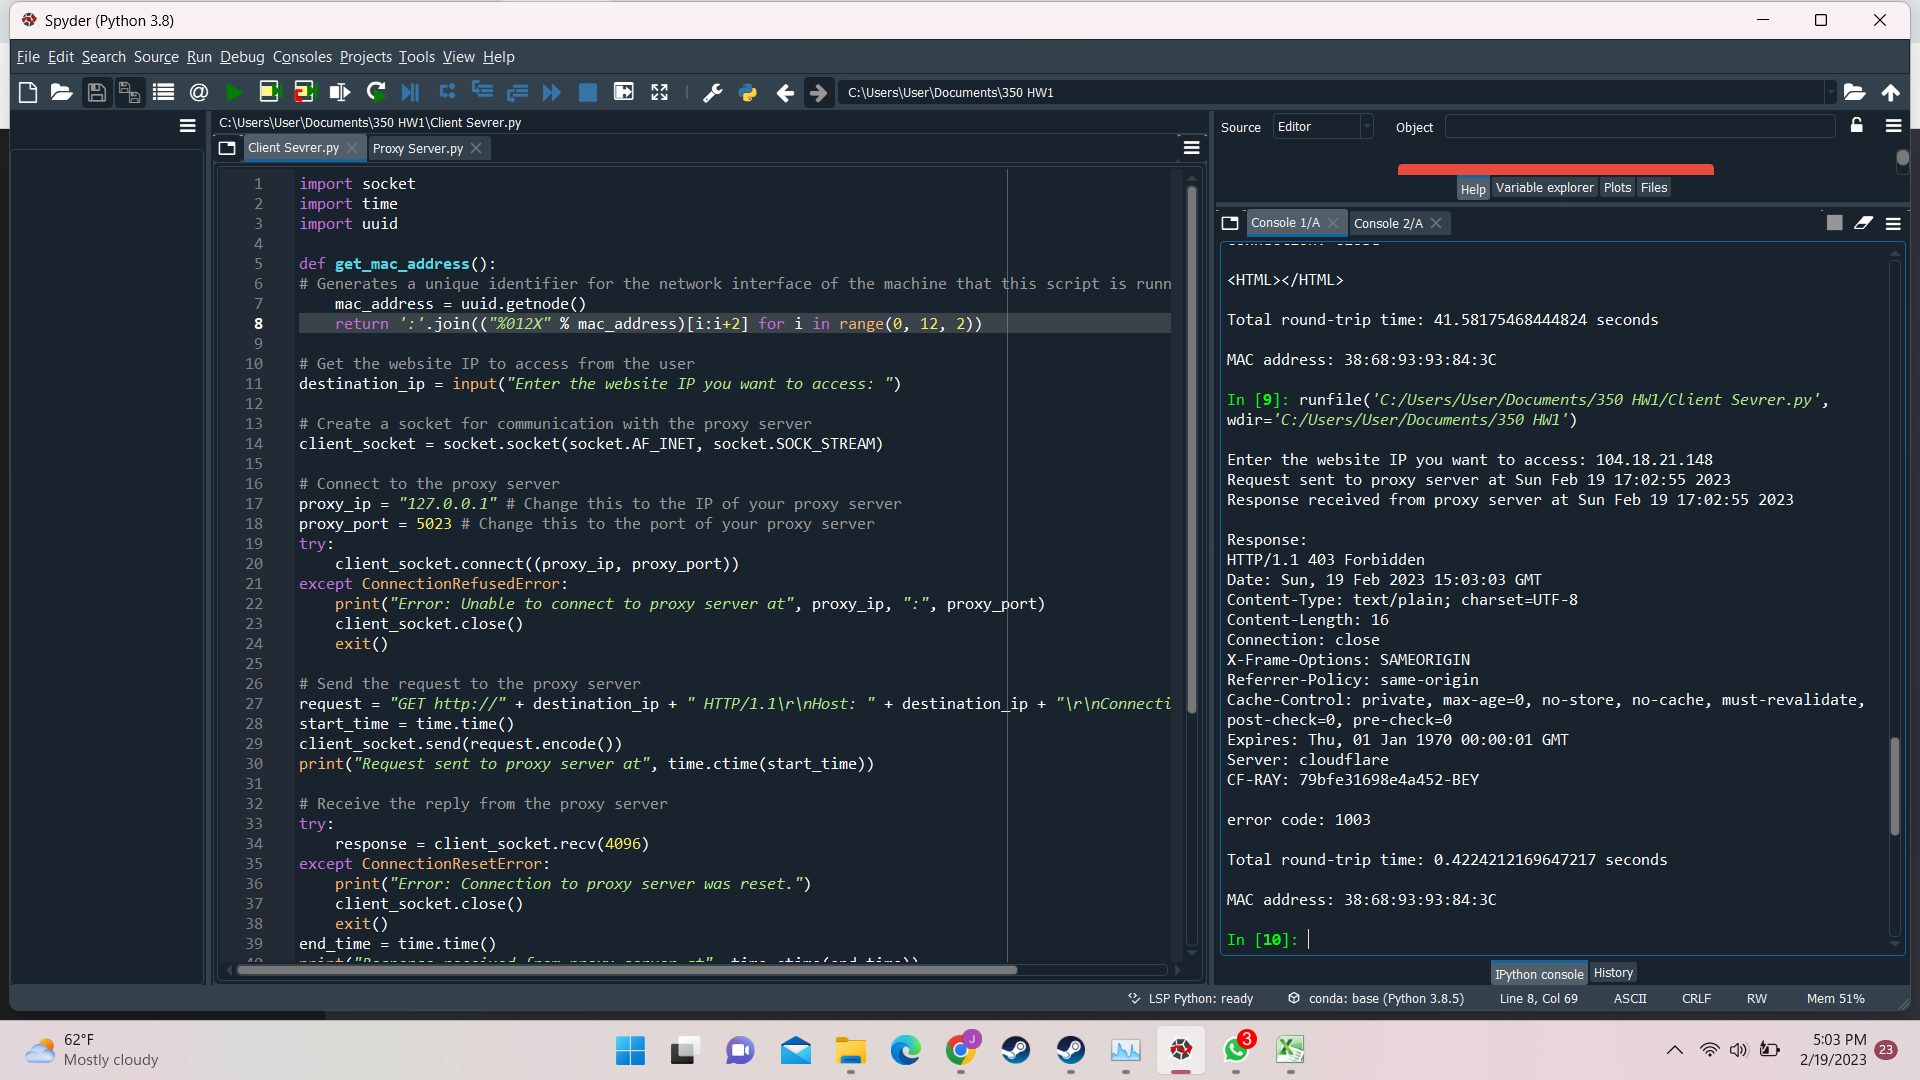 Spyder (Python 3.8)
File Edit Search Source Run Debug Consoles Projects Tools View Help
C:\Users\User\Documents\350 HW1
C:\Users\User\Documents\350 HW1\Client Sevrer.py
Client Sevrer.py
Proxy Server.py
1 import socket
2 import time
3 import uuid
4
5 def get_mac_address():
6 # Generates a unique identifier for the network interface of the machine that this script is runn
7 mac_address = uuid.getnode()
8 return ':'.join(("%012X" % mac_address)[i:i+2] for i in range(0, 12, 2))
9
10 # Get the website IP to access from the user
11 destination_ip = input("Enter the website IP you want to access: ")
12
13 # Create a socket for communication with the proxy server
14 client_socket = socket.socket(socket.AF_INET, socket.SOCK_STREAM)
15
16 # Connect to the proxy server
17 proxy_ip = "127.0.0.1" # Change this to the IP of your proxy server
18 proxy_port = 5023 # Change this to the port of your proxy server
19 try:
20 client_socket.connect((proxy_ip, proxy_port))
21 except ConnectionRefusedError:
22 print("Error: Unable to connect to proxy server at", proxy_ip, ":", proxy_port)
23 client_socket.close()
24 exit()
25
26 # Send the request to the proxy server
27 request = "GET http://" + destination_ip + " HTTP/1.1\r\nHost: " + destination_ip + "\r\nConnecti
28 start_time = time.time()
29 client_socket.send(request.encode())
30 print("Request sent to proxy server at", time.ctime(start_time))
31
32 # Receive the reply from the proxy server
33 try:
34 response = client_socket.recv(4096)
35 except ConnectionResetError:
36 print("Error: Connection to proxy server was reset.")
37 client_socket.close()
38 exit()
39 end_time = time.time()
40 print("Response received from proxy server at", time.ctime(end_time))
Source Editor Object
Help Variable explorer Plots Files
Console 1/A
Console 2/A
Connection: close
<HTML></HTML>
Total round-trip time: 41.58175468444824 seconds
MAC address: 38:68:93:93:84:3C
In [9]: runfile('C:/Users/User/Documents/350 HW1/Client Sevrer.py',
wdir='C:/Users/User/Documents/350 HW1')
Enter the website IP you want to access: 104.18.21.148
Request sent to proxy server at Sun Feb 19 17:02:55 2023
Response received from proxy server at Sun Feb 19 17:02:55 2023
Response:
HTTP/1.1 403 Forbidden
Date: Sun, 19 Feb 2023 15:03:03 GMT
Content-Type: text/plain; charset=UTF-8
Content-Length: 16
Connection: close
X-Frame-Options: SAMEORIGIN
Referrer-Policy: same-origin
Cache-Control: private, max-age=0, no-store, no-cache, must-revalidate,
post-check=0, pre-check=0
Expires: Thu, 01 Jan 1970 00:00:01 GMT
Server: cloudflare
CF-RAY: 79bfe31698e4a452-BEY
error code: 1003
Total round-trip time: 0.4224212169647217 seconds
MAC address: 38:68:93:93:84:3C
In [10]:
IPython console History
LSP Python: ready conda: base (Python 3.8.5) Line 8, Col 69 ASCII CRLF RW Mem 51%
62°F
Mostly cloudy
J
3
5:03 PM
2/19/2023
23